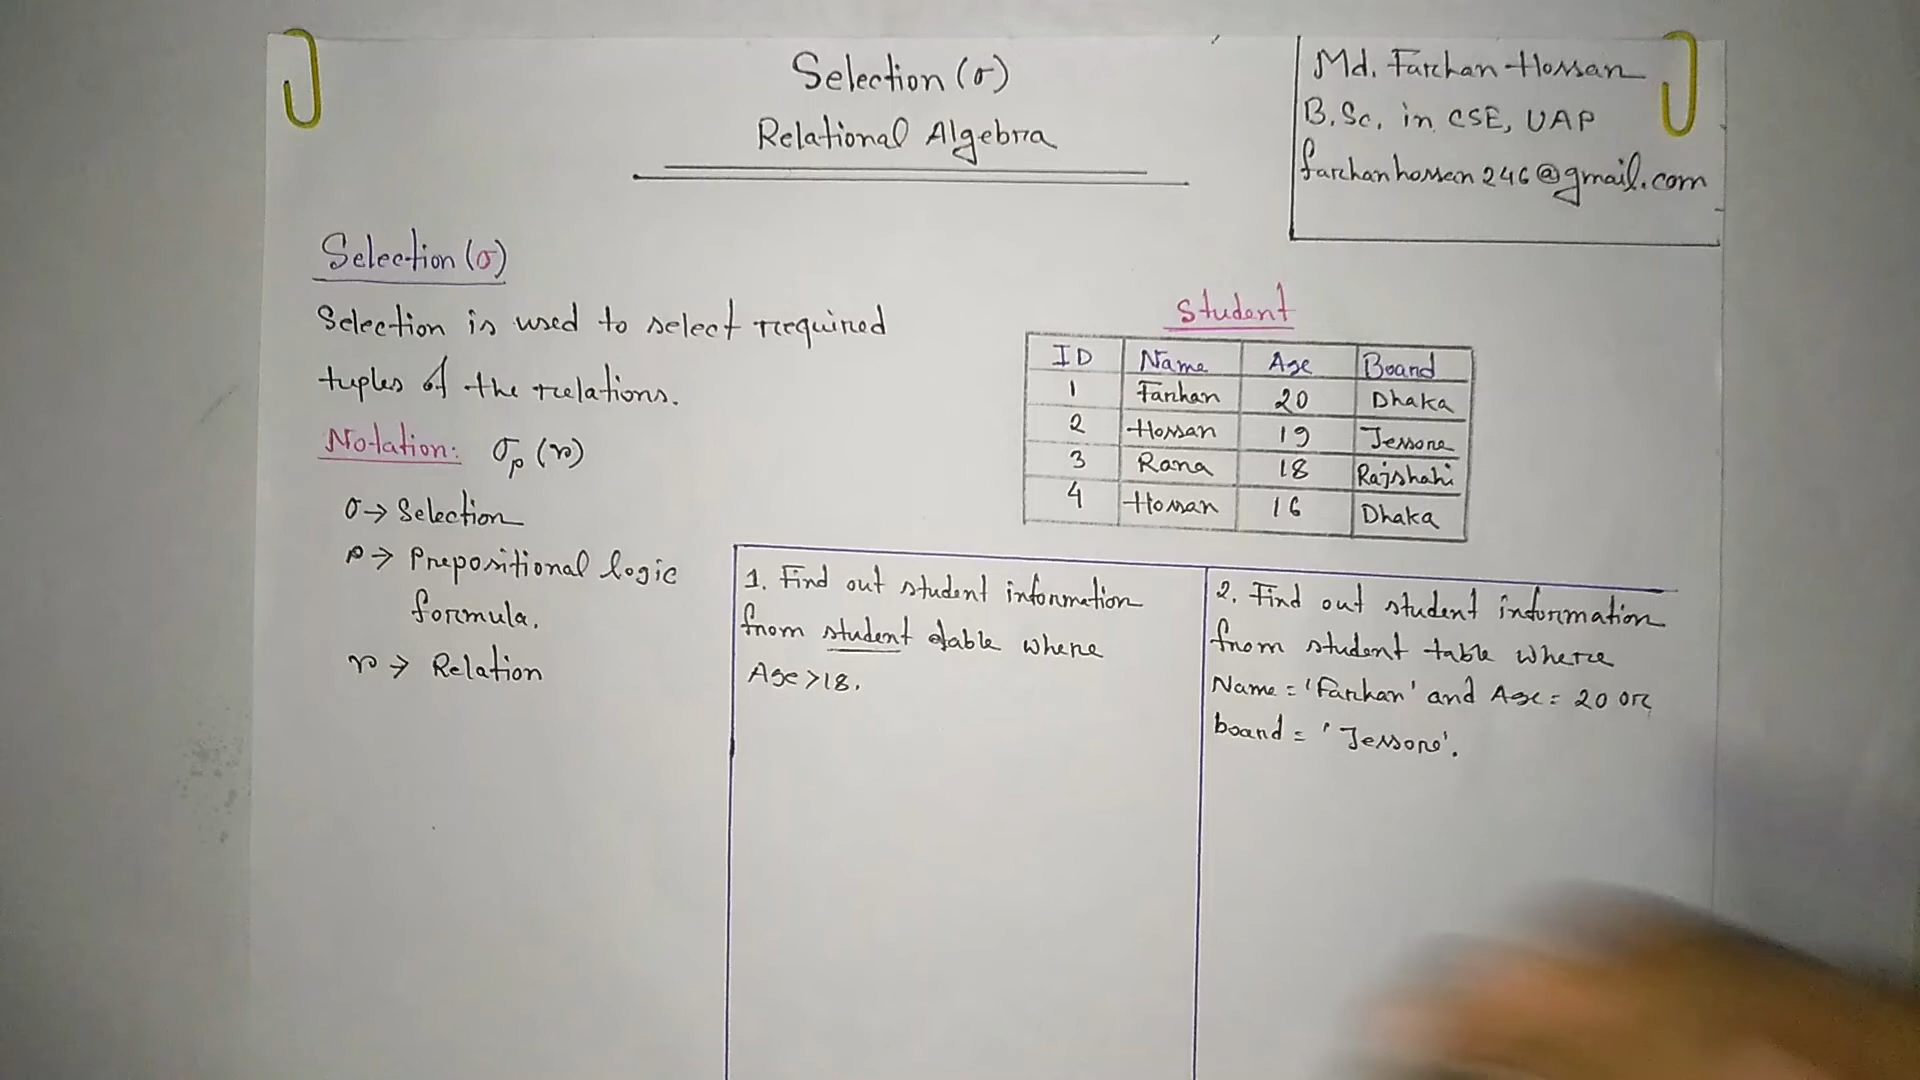 Selection (σ)
Relational Algebra
Md. Farhan Hossan
B.Sc. in CSE, UAP
farhanhossan246@gmail.com
Selection (σ)
Selection is used to select required
tuples of the relations.
Notation: σp (r)
σ → Selection
p → Prepositional logic
formula.
r → Relation
Student
ID Name Age Board
1 Farhan 20 Dhaka
2 Hossan 19 Jessore
3 Rana 18 Rajshahi
4 Hossan 16 Dhaka
1. Find out student information
from student table where
Age > 18.
2. Find out student information
from student table where
Name = 'Farhan' and Age = 20 or
board = 'Jessore'.